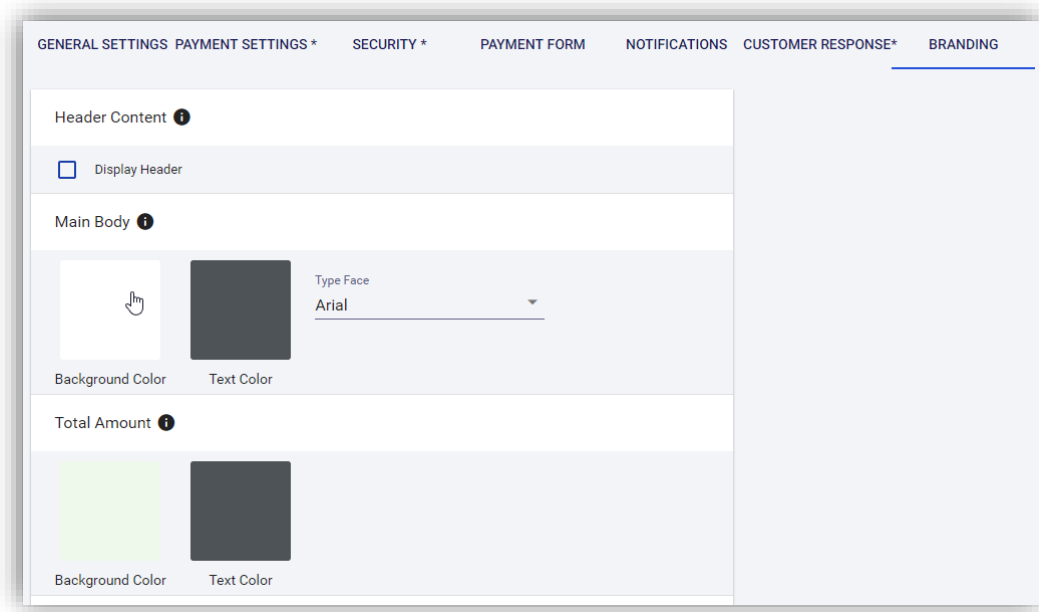 GENERAL SETTINGS PAYMENT SETTINGS * SECURITY * PAYMENT FORM NOTIFICATIONS CUSTOMER RESPONSE* BRANDING
Header Content
Display Header
Main Body
Type Face
Arial
Background Color Text Color
Total Amount
Background Color Text Color